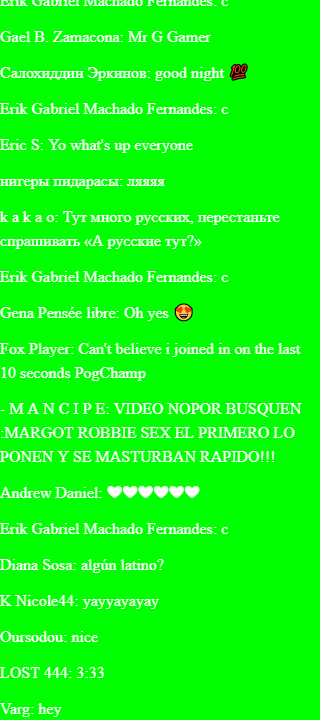 Erik Gabriel Machado Fernandes: c
Gael B. Zamacona: Mr G Gamer
Салохиддин Эркинов: good night 💯
Erik Gabriel Machado Fernandes: c
Eric S: Yo what's up everyone
нигеры пидарасы: ляяяя
k a k a o: Тут много русских, перестаньте
спрашивать «А русские тут?»
Erik Gabriel Machado Fernandes: c
Gena Pensée libre: Oh yes 😍
Fox Player: Can't believe i joined in on the last
10 seconds PogChamp
- M A N C I P E: VIDEO NOPOR BUSQUEN
:MARGOT ROBBIE SEX EL PRIMERO LO
PONEN Y SE MASTURBAN RAPIDO!!!
Andrew Daniel: 🤍🤍🤍🤍🤍🤍
Erik Gabriel Machado Fernandes: c
Diana Sosa: algún latino?
K Nicole44: yayyayayay
Oursodou: nice
LOST 444: 3:33
Varg: hey